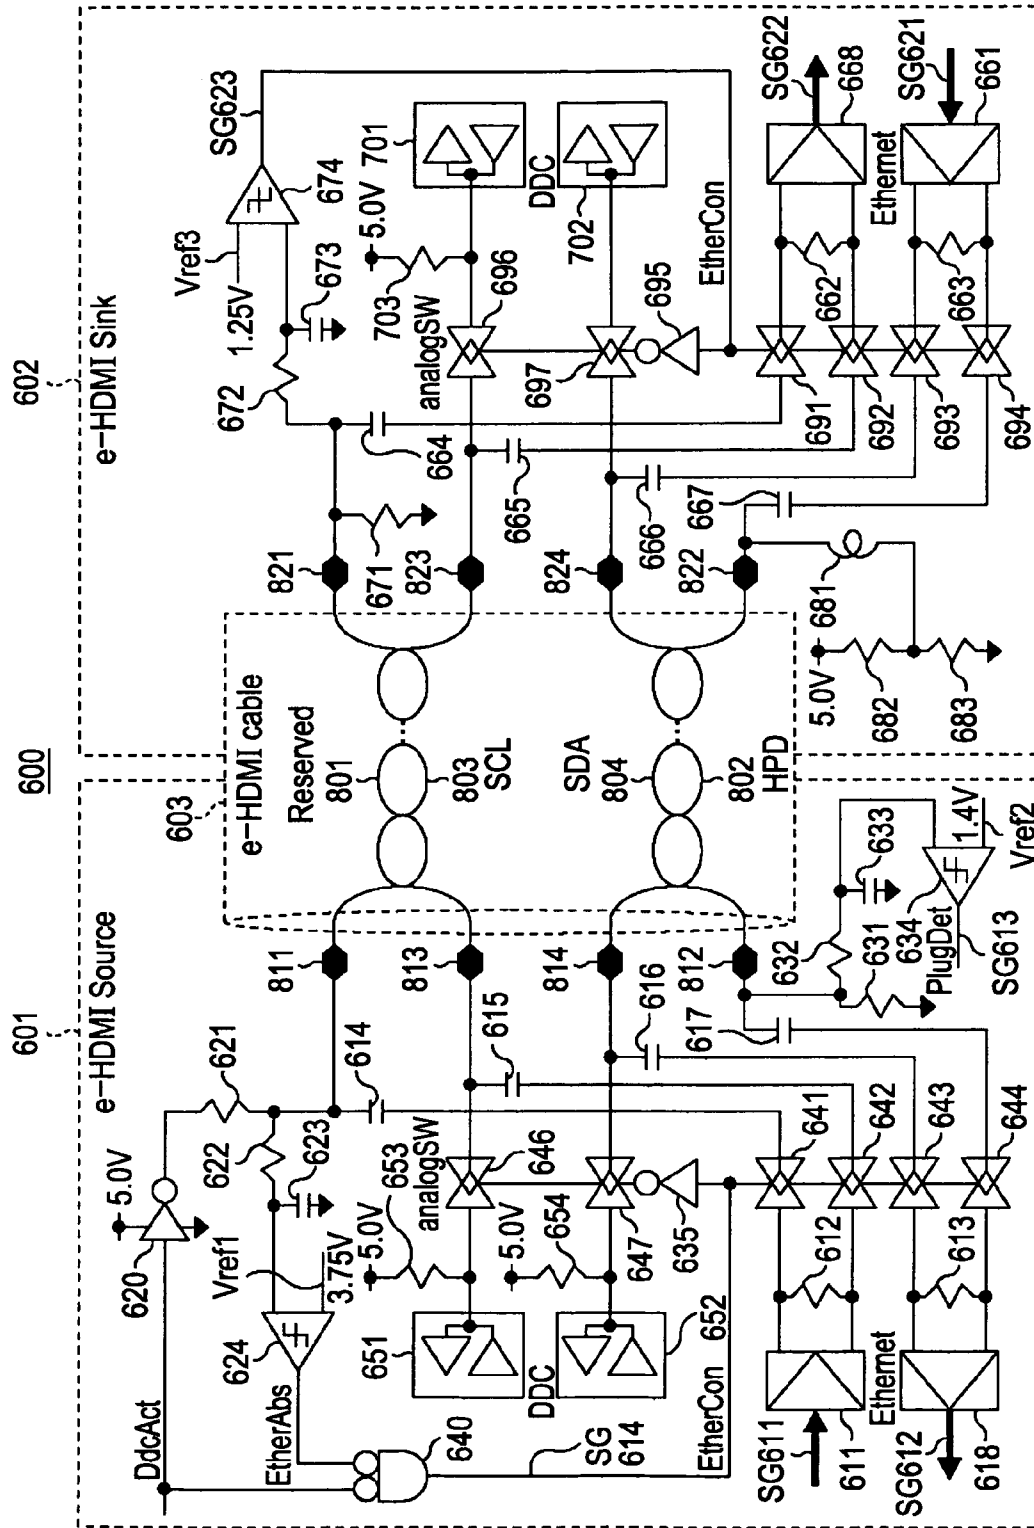 600
601
e-HDMI Source
602
e-HDMI Sink
603
e-HDMI cable
Reserved
801
803
SCL
SDA
804
802
HPD
DdcAct
620
5.0V
621
622
623
Vref1
3.75V
624
EtherAbs
640
SG
614
EtherCon
614
615
616
617
811
813
814
812
5.0V
653
analogSW
646
5.0V
654
647
635
651
DDC
652
641
642
643
644
612
613
SG611
611
Ethernet
SG612
618
632
631
633
634
PlugDet
1.4V
Vref2
SG613
821
823
824
822
671
672
673
Vref3
1.25V
674
SG623
664
665
666
667
681
5.0V
682
683
5.0V
703
analogSW
696
697
695
701
DDC
702
EtherCon
691
692
693
694
662
663
SG622
668
Ethernet
SG621
661